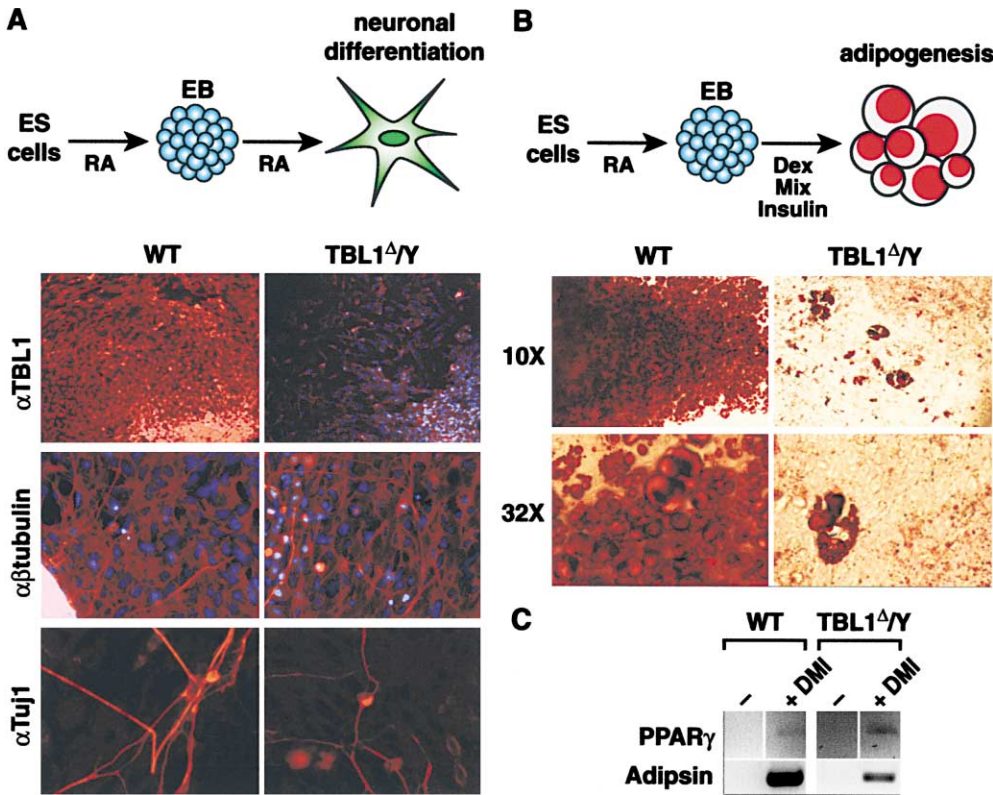 A
neuronal
differentiation
EB
ES
cells
RA
RA
WT
TBL1Δ/Y
αTBL1
αβtubulin
αTuj1
B
adipogenesis
EB
ES
cells
RA
Dex
Mix
Insulin
WT
TBL1Δ/Y
10X
32X
C
WT
TBL1Δ/Y
–
+ DMI
–
+ DMI
PPARγ
Adipsin